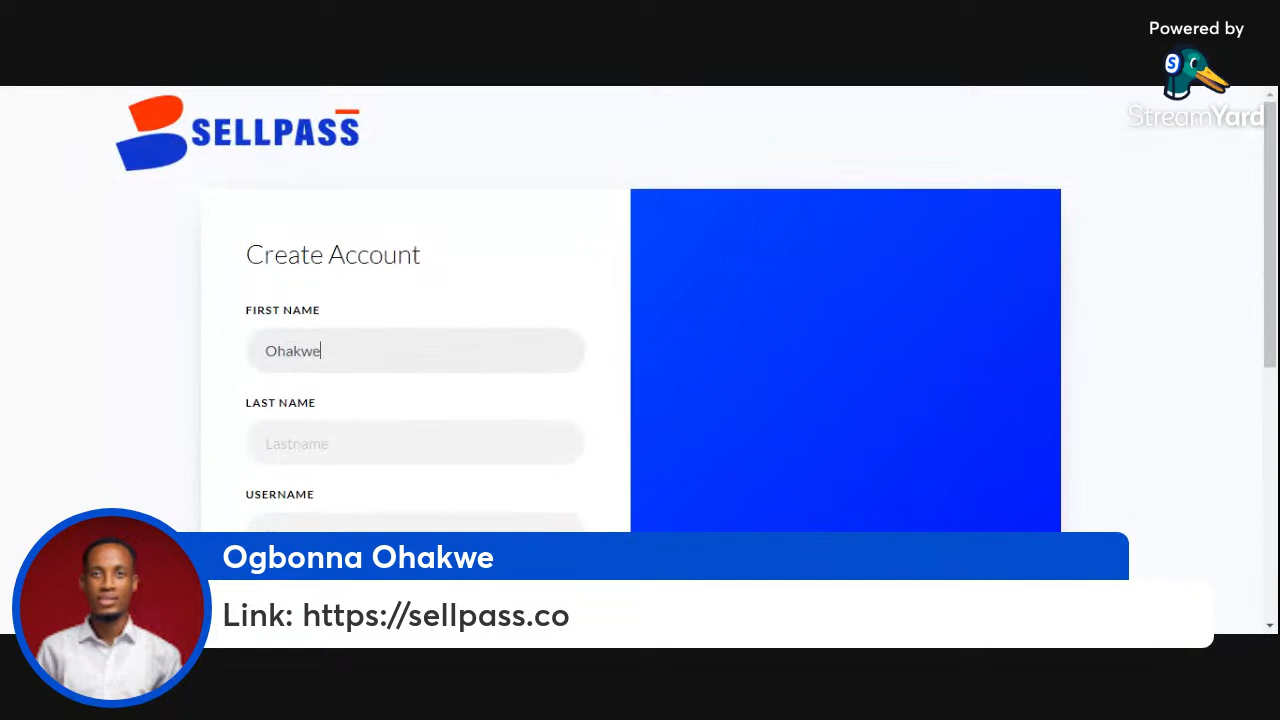 Powered by
StreamYard
SELLPASS
Create Account
FIRST NAME
Ohakwe
LAST NAME
Lastname
USERNAME
Ogbonna Ohakwe
Link: https://sellpass.co